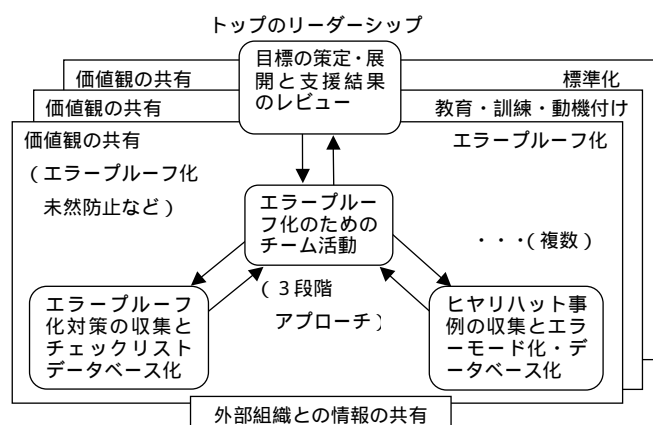 トップのリーダーシップ
目標の策定・展
開と支援結果
のレビュー
価値観の共有
標準化
価値観の共有
教育・訓練・動機付け
価値観の共有
エラープルーフ化
(エラープルーフ化
未然防止など)
エラープルー
フ化のための
チーム活動
・・・(複数)
(3段階
アプローチ)
エラープルーフ
化対策の収集と
チェックリスト
データベース化
ヒヤリハット事
例の収集とエラ
ーモード化・デ
ータベース化
外部組織との情報の共有